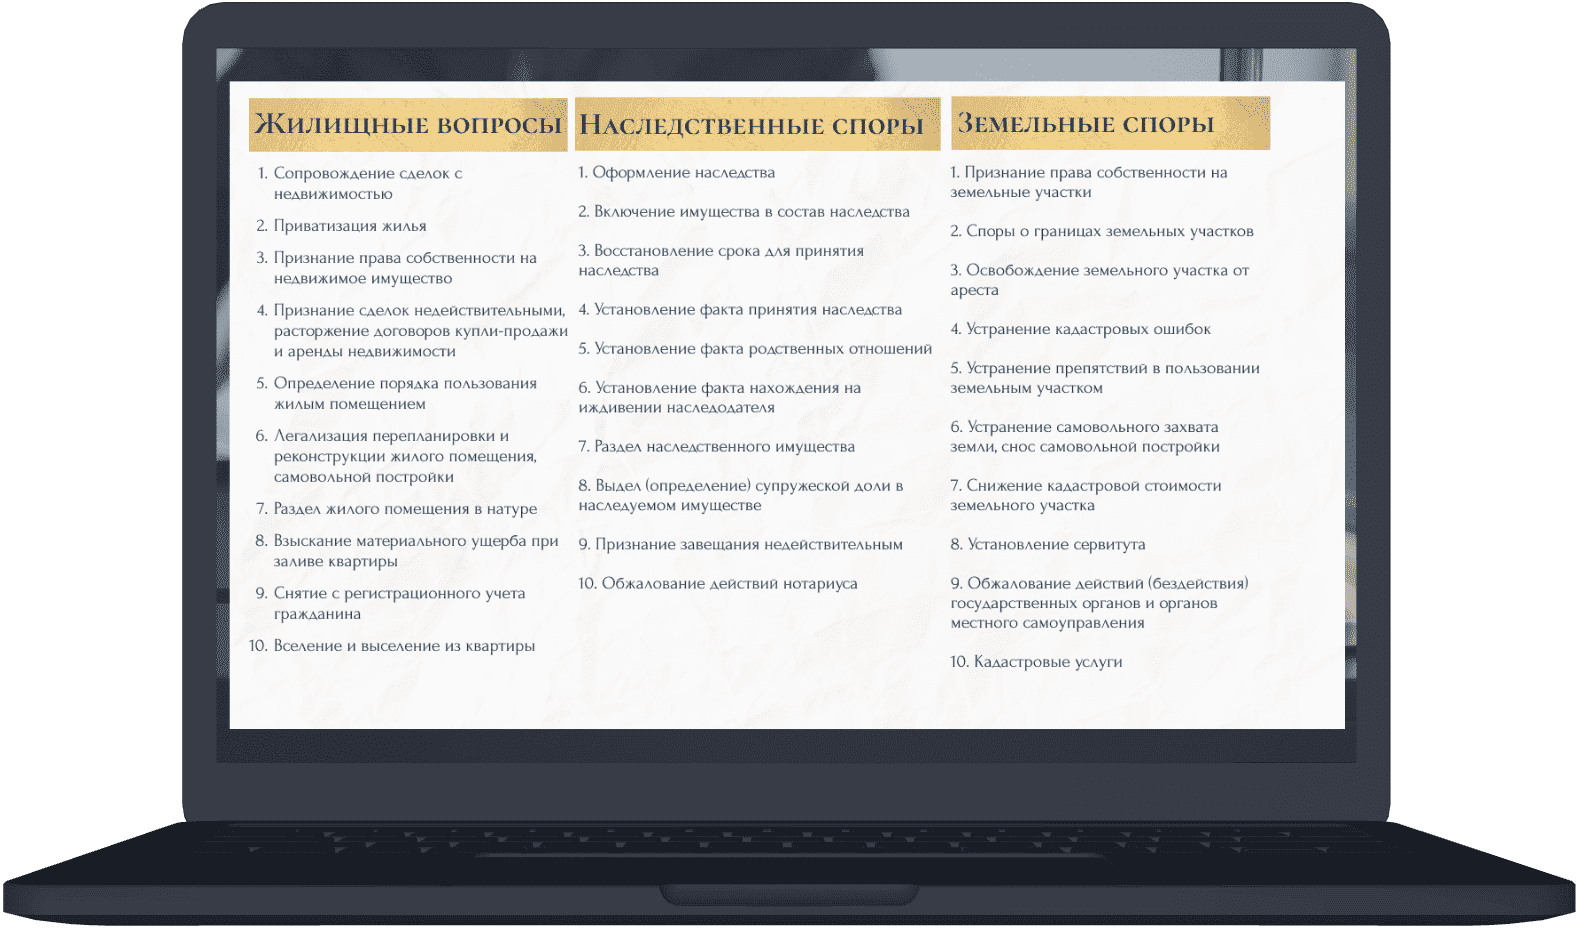 Жилищные вопросы
1. Сопровождение сделок с
недвижимостью
2. Приватизация жилья
3. Признание права собственности на
недвижимое имущество
4. Признание сделок недействительными,
расторжение договоров купли-продажи
и аренды недвижимости
5. Определение порядка пользования
жилым помещением
6. Легализация перепланировки и
реконструкции жилого помещения,
самовольной постройки
7. Раздел жилого помещения в натуре
8. Взыскание материального ущерба при
заливе квартиры
9. Снятие с регистрационного учета
гражданина
10. Вселение и выселение из квартиры
Наследственные споры
1. Оформление наследства
2. Включение имущества в состав наследства
3. Восстановление срока для принятия
наследства
4. Установление факта принятия наследства
5. Установление факта родственных отношений
6. Установление факта нахождения на
иждивении наследодателя
7. Раздел наследственного имущества
8. Выдел (определение) супружеской доли в
наследуемом имуществе
9. Признание завещания недействительным
10. Обжалование действий нотариуса
Земельные споры
1. Признание права собственности на
земельные участки
2. Споры о границах земельных участков
3. Освобождение земельного участка от
ареста
4. Устранение кадастровых ошибок
5. Устранение препятствий в пользовании
земельным участком
6. Устранение самовольного захвата
земли, снос самовольной постройки
7. Снижение кадастровой стоимости
земельного участка
8. Установление сервитута
9. Обжалование действий (бездействия)
государственных органов и органов
местного самоуправления
10. Кадастровые услуги